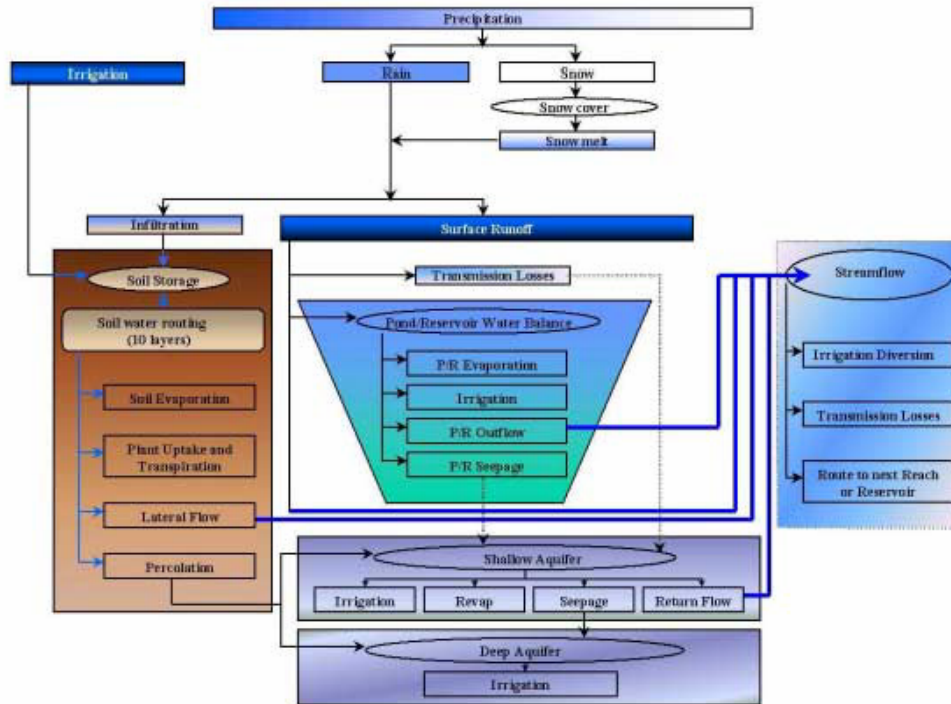 Precipitation
Irrigation
Rain
Snow
Snow cover
Snow melt
Infiltration
Surface Runoff
Soil Storage
Transmission Losses
Streamflow
Soil water routing
(10 layers)
Pond/Reservoir Water Balance
P/R Evaporation
Irrigation Diversion
Soil Evaporation
Irrigation
P/R Outflow
Transmission Losses
Plant Uptake and
Transpiration
P/R Seepage
Route to next Reach
or Reservoir
Lateral Flow
Percolation
Shallow Aquifer
Irrigation
Revap
Seepage
Return Flow
Deep Aquifer
Irrigation